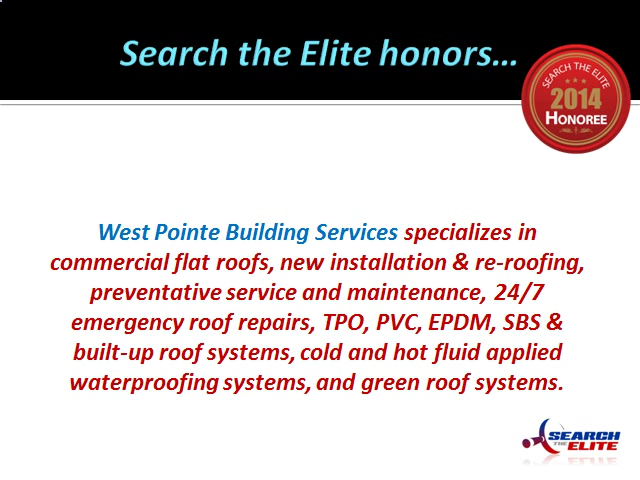 Search the Elite honors...
SEARCH THE ELITE
2014
HONOREE
West Pointe Building Services specializes in
commercial flat roofs, new installation & re-roofing,
preventative service and maintenance, 24/7
emergency roof repairs, TPO, PVC, EPDM, SBS &
built-up roof systems, cold and hot fluid applied
waterproofing systems, and green roof systems.
SEARCH
THE ELITE